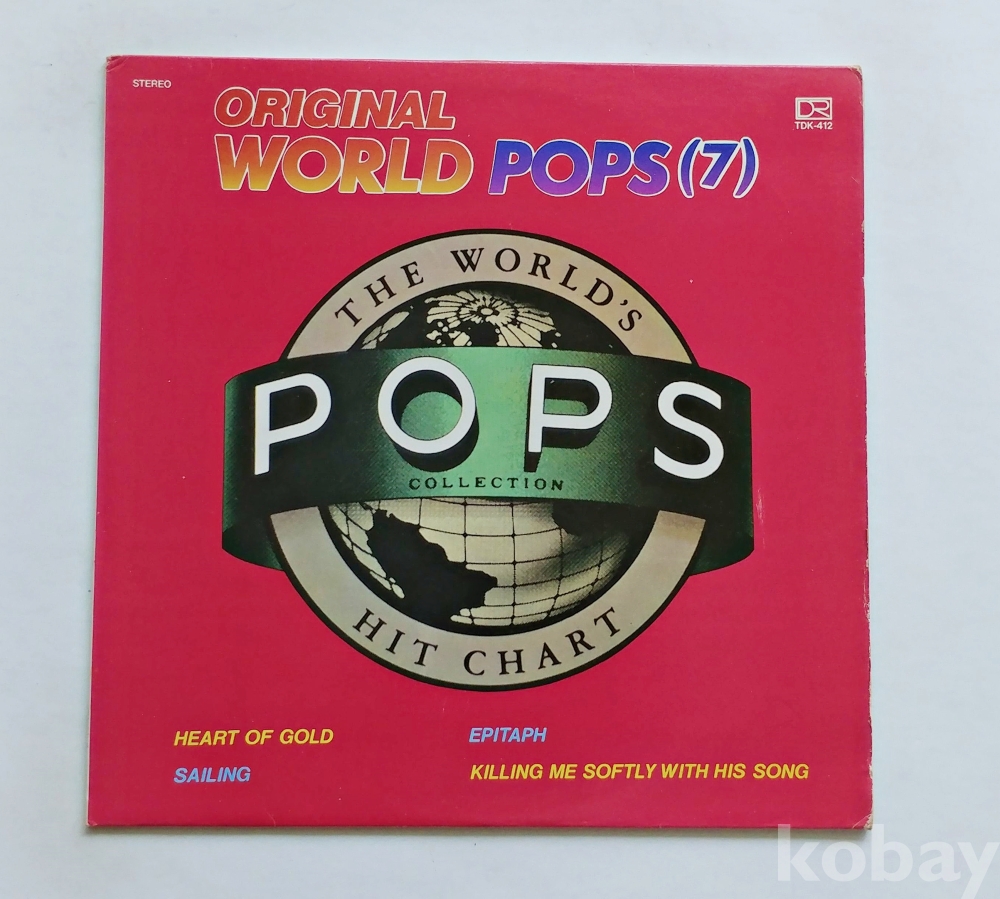 STEREO
ORIGINAL
WORLD POPS (7)
DR
TDK-412
THE WORLD'S
POPS
COLLECTION
HIT CHART
HEART OF GOLD
SAILING
EPITAPH
KILLING ME SOFTLY WITH HIS SONG
kobay